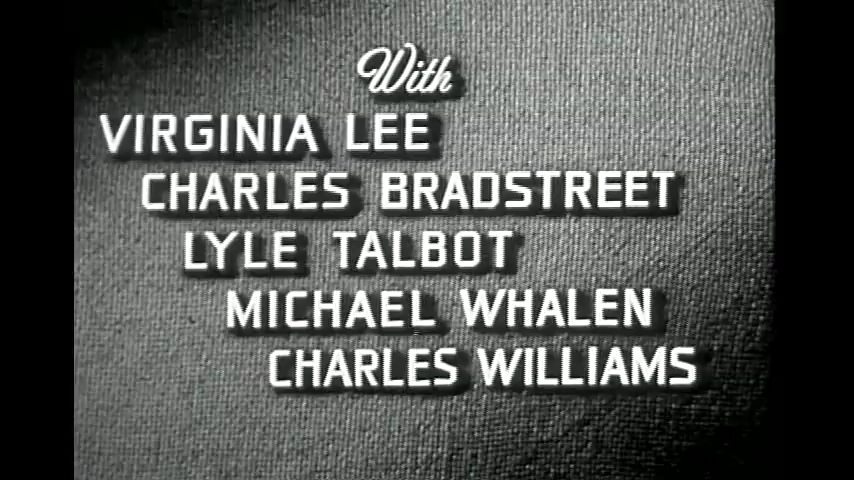 With
VIRGINIA LEE
CHARLES BRADSTREET
LYLE TALBOT
MICHAEL WHALEN
CHARLES WILLIAMS